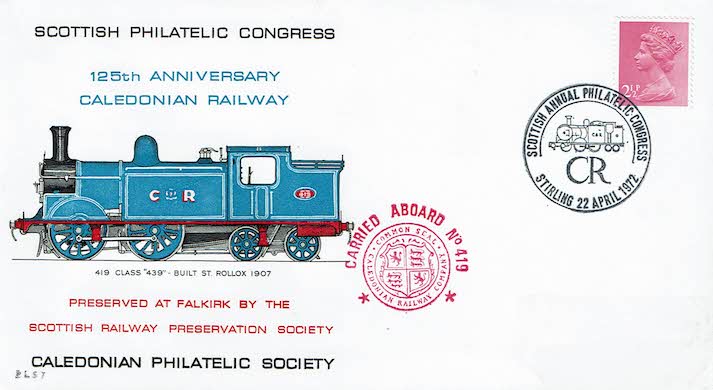 SCOTTISH PHILATELIC CONGRESS
125th ANNIVERSARY
CALEDONIAN RAILWAY
C R
419
419 CLASS "439" - BUILT ST. ROLLOX 1907
PRESERVED AT FALKIRK BY THE
SCOTTISH RAILWAY PRESERVATION SOCIETY
CALEDONIAN PHILATELIC SOCIETY
CARRIED ABOARD No 419
COMMON SEAL
CALEDONIAN RAILWAY COMPANY
2½P
SCOTTISH ANNUAL PHILATELIC CONGRESS
C R
CR
STIRLING 22 APRIL 1972